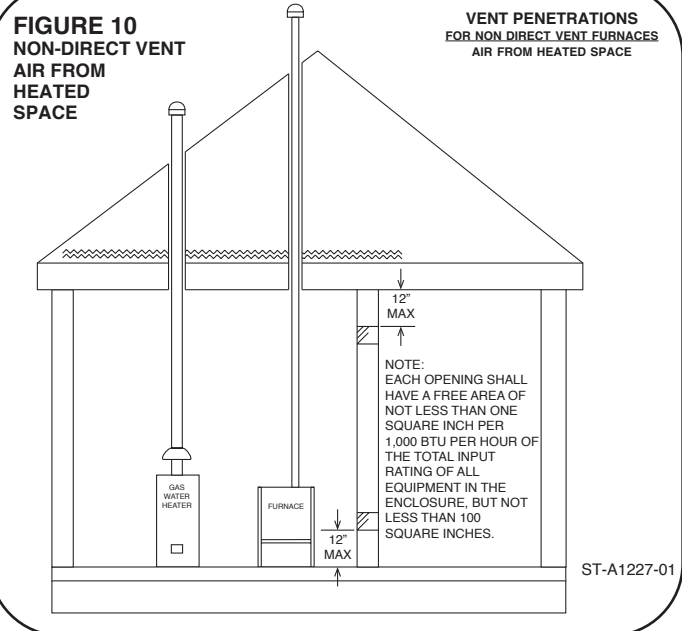 FIGURE 10
NON-DIRECT VENT
AIR FROM
HEATED
SPACE
VENT PENETRATIONS
FOR NON DIRECT VENT FURNACES
AIR FROM HEATED SPACE
12"
MAX
NOTE:
EACH OPENING SHALL
HAVE A FREE AREA OF
NOT LESS THAN ONE
SQUARE INCH PER
1,000 BTU PER HOUR OF
THE TOTAL INPUT
RATING OF ALL
EQUIPMENT IN THE
ENCLOSURE, BUT NOT
LESS THAN 100
SQUARE INCHES.
GAS
WATER
HEATER
FURNACE
12"
MAX
ST-A1227-01